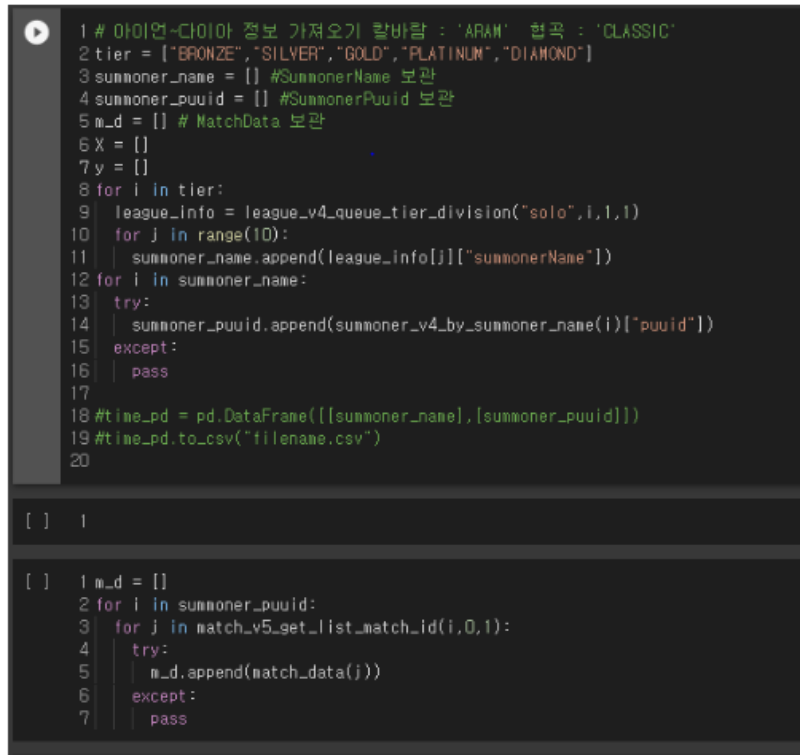 1 # 아이언~다이아 정보 가져오기 칼바람 : 'ARAM'  협곡 : 'CLASSIC'
2 tier = ["BRONZE","SILVER","GOLD","PLATINUM","DIAMOND"]
3 summoner_name = [] #SummonerName 보관
4 summoner_puuid = [] #SummonerPuuid 보관
5 m_d = [] # MatchData 보관
6 X = []
7 y = []
8 for i in tier:
9   league_info = league_v4_queue_tier_division("solo",i,1,1)
10   for j in range(10):
11     summoner_name.append(league_info[j]["summonerName"])
12 for i in summoner_name:
13   try:
14     summoner_puuid.append(summoner_v4_by_summoner_name(i)["puuid"])
15   except:
16     pass
17
18 #time_pd = pd.DataFrame([[summoner_name],[summoner_puuid]])
19 #time_pd.to_csv("filename.csv")
20
[ ] 1
[ ] 1 m_d = []
2 for i in summoner_puuid:
3   for j in match_v5_get_list_match_id(i,0,1):
4     try:
5       m_d.append(match_data(j))
6     except:
7       pass